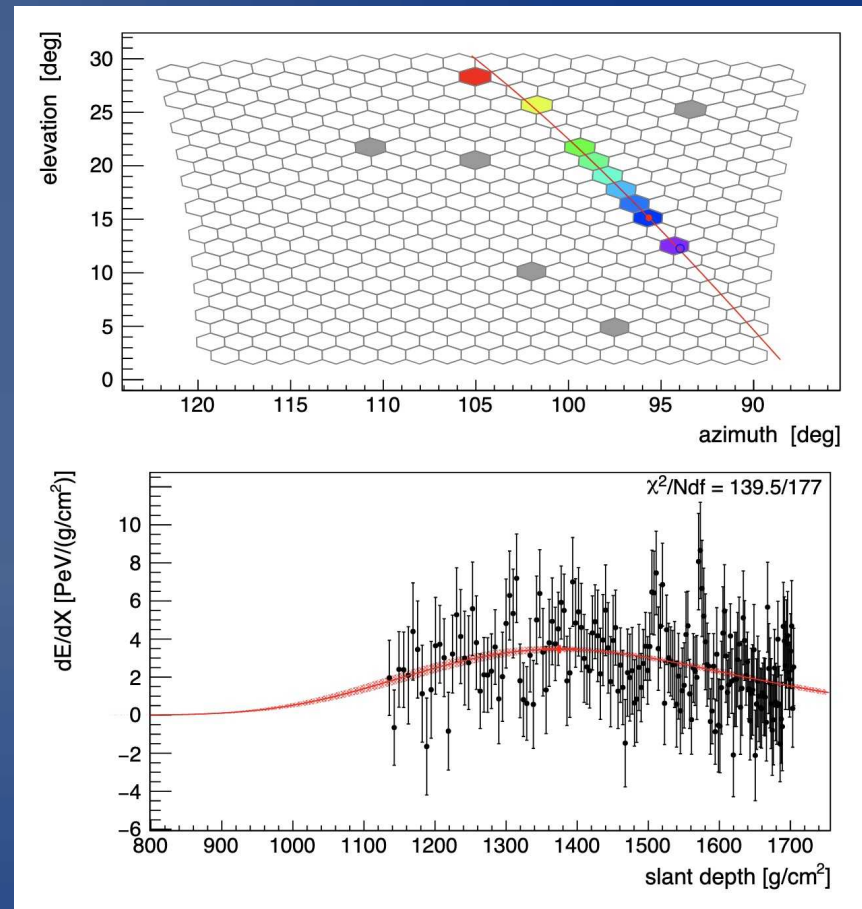 elevation [deg]
30
25
20
15
10
5
0
120 115 110 105 100 95 90
azimuth [deg]
χ²/Ndf = 139.5/177
dE/dX [PeV/(g/cm²)]
10
8
6
4
2
0
−2
−4
−6
800 900 1000 1100 1200 1300 1400 1500 1600 1700
slant depth [g/cm²]